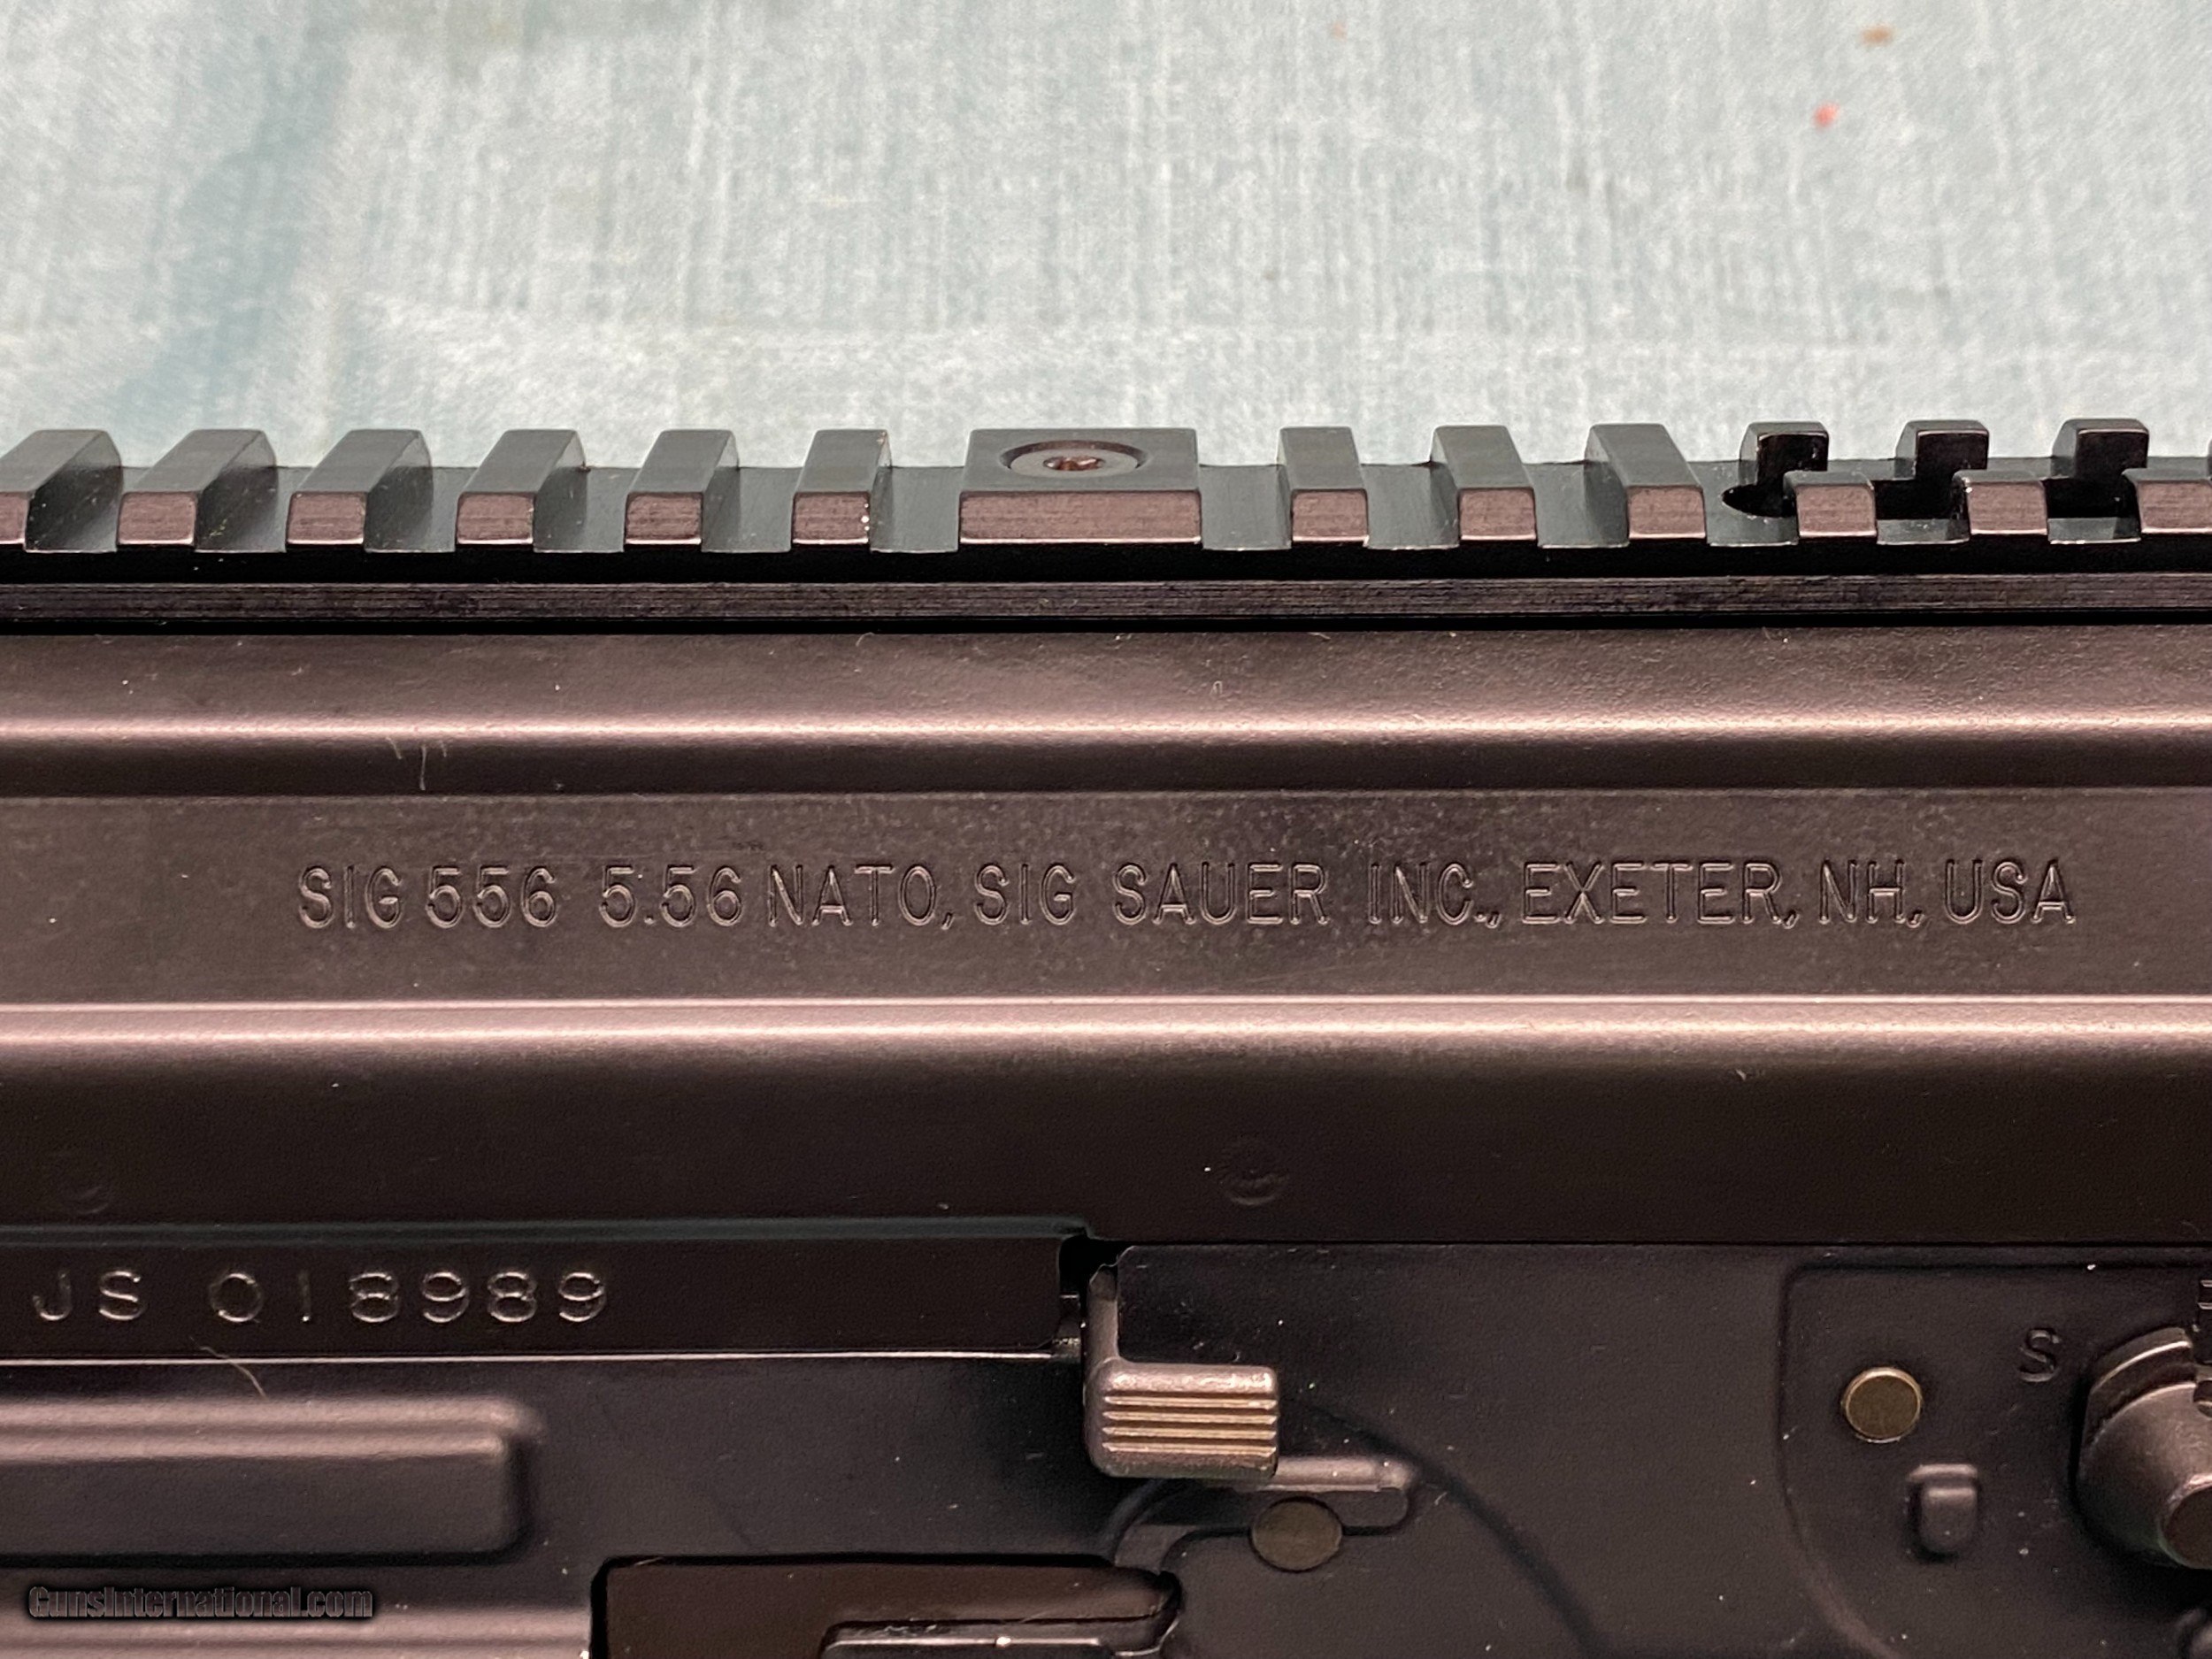 SIG 556 5.56 NATO, SIG SAUER INC., EXETER, NH, USA
JS 018989
S
GunsInternational.com